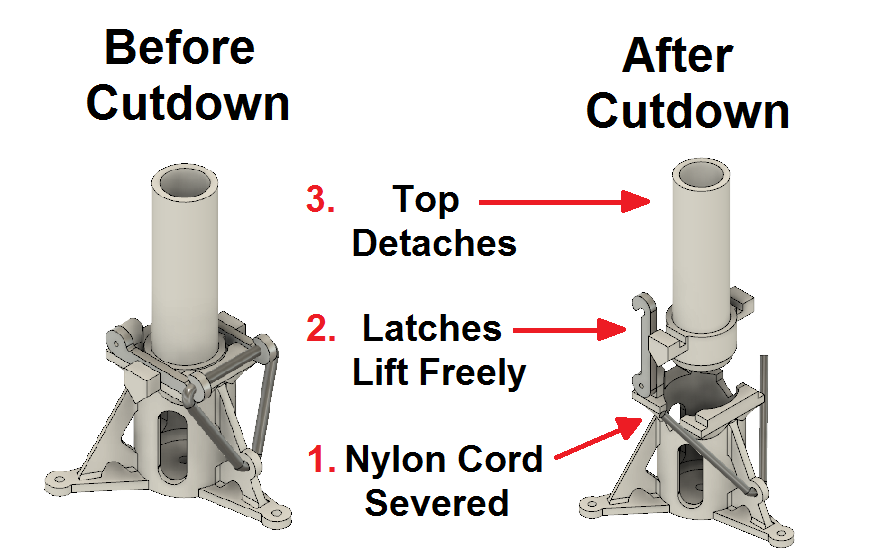 Before
Cutdown
After
Cutdown
3. Top
Detaches
2. Latches
Lift Freely
1. Nylon Cord
Severed